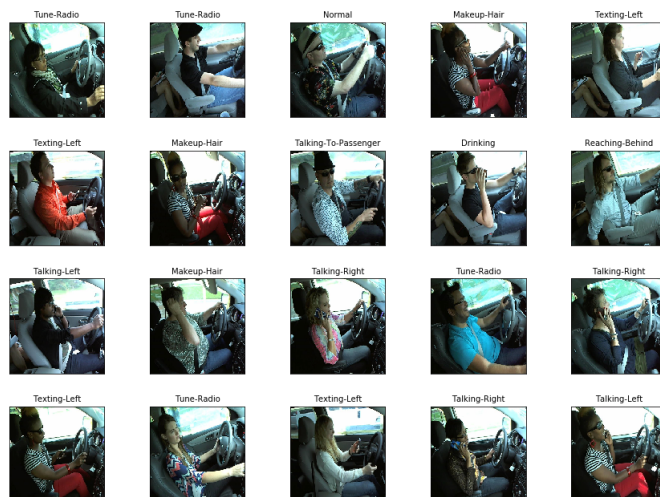 Tune-Radio Tune-Radio Normal Makeup-Hair Texting-Left
Texting-Left Makeup-Hair Talking-To-Passenger Drinking Reaching-Behind
Talking-Left Makeup-Hair Talking-Right Tune-Radio Talking-Right
Texting-Left Tune-Radio Texting-Left Talking-Right Talking-Left